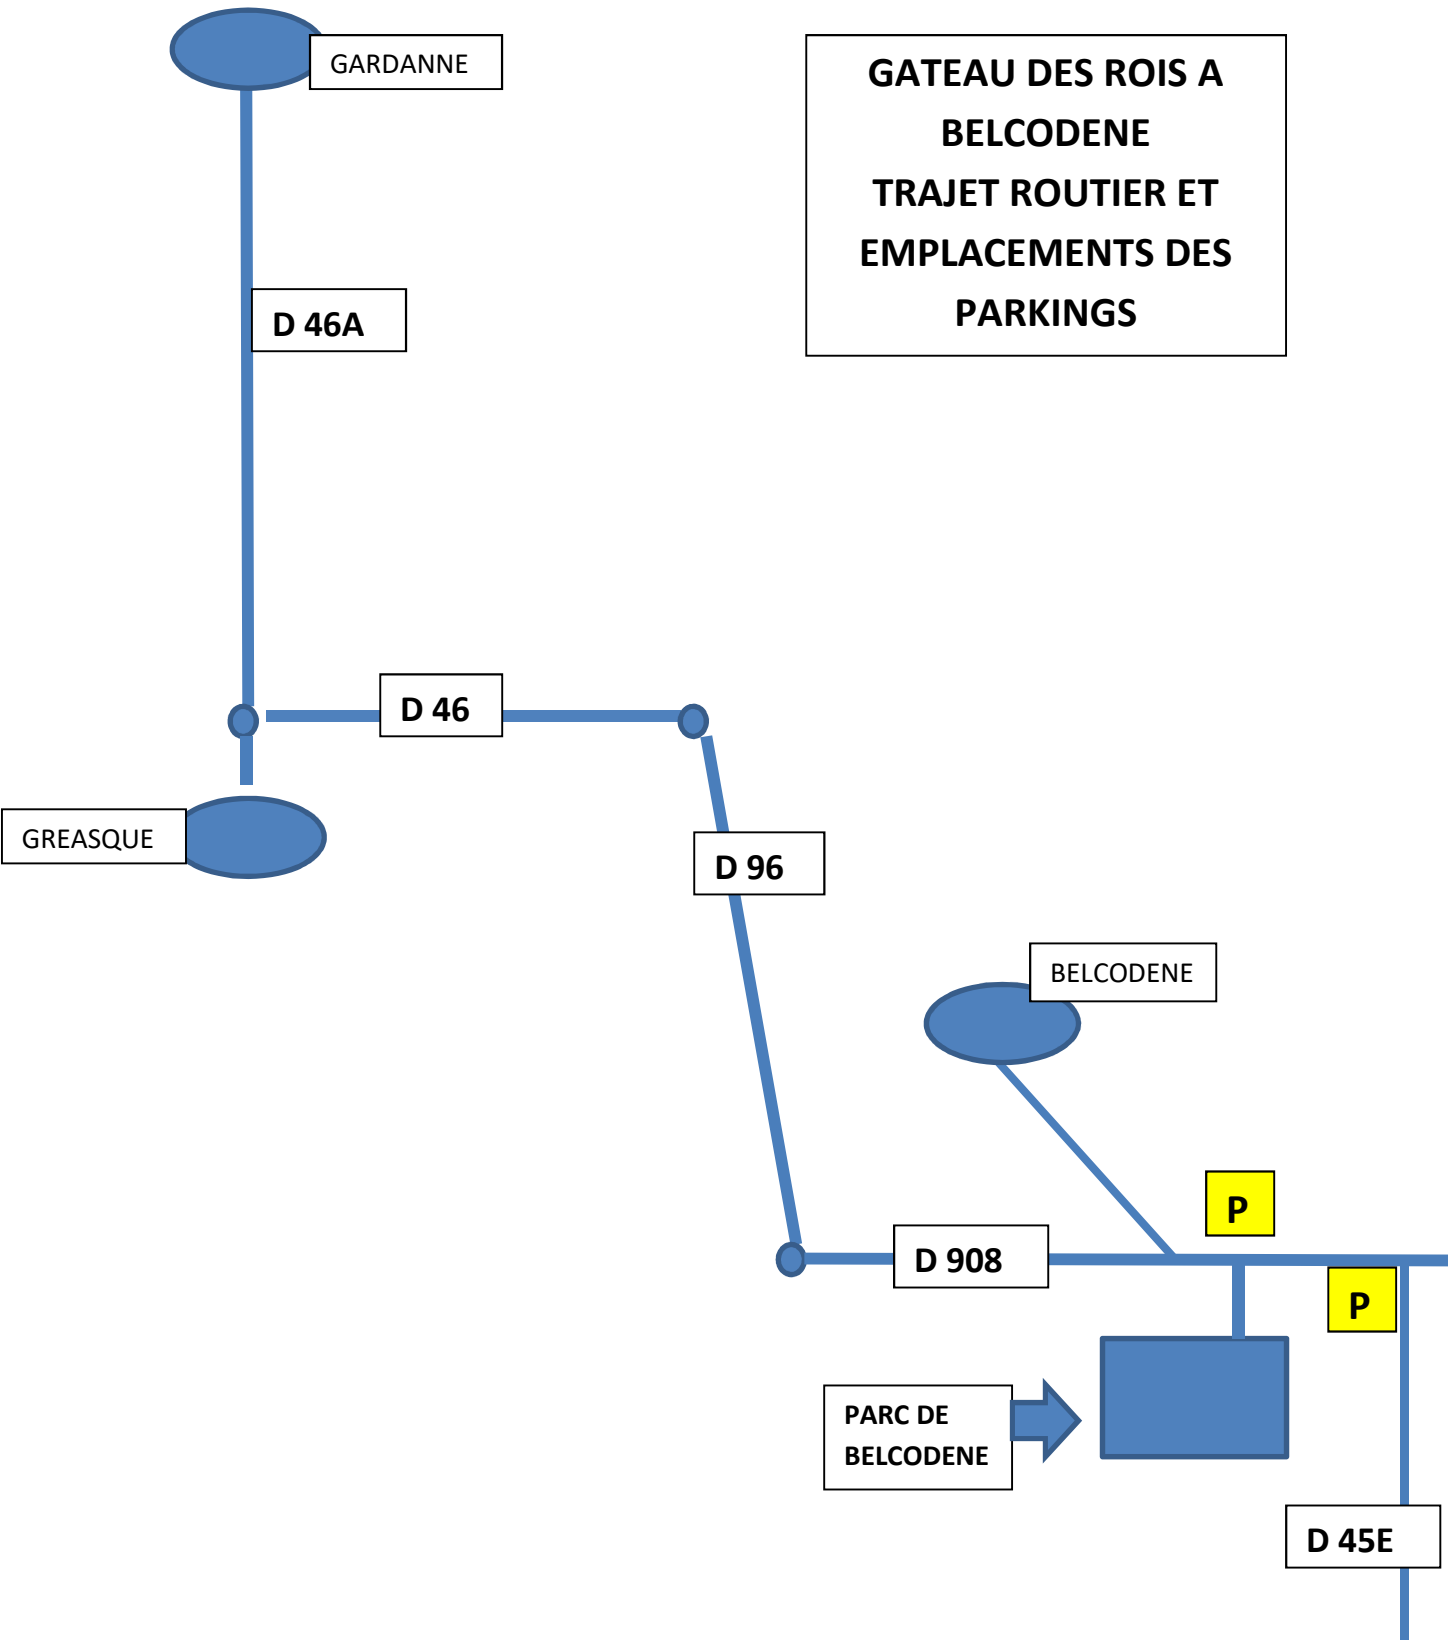 GARDANNE
GATEAU DES ROIS A
BELCODENE
TRAJET ROUTIER ET
EMPLACEMENTS DES
PARKINGS
D 46A
D 46
GREASQUE
D 96
BELCODENE
P
D 908
P
PARC DE
BELCODENE
D 45E